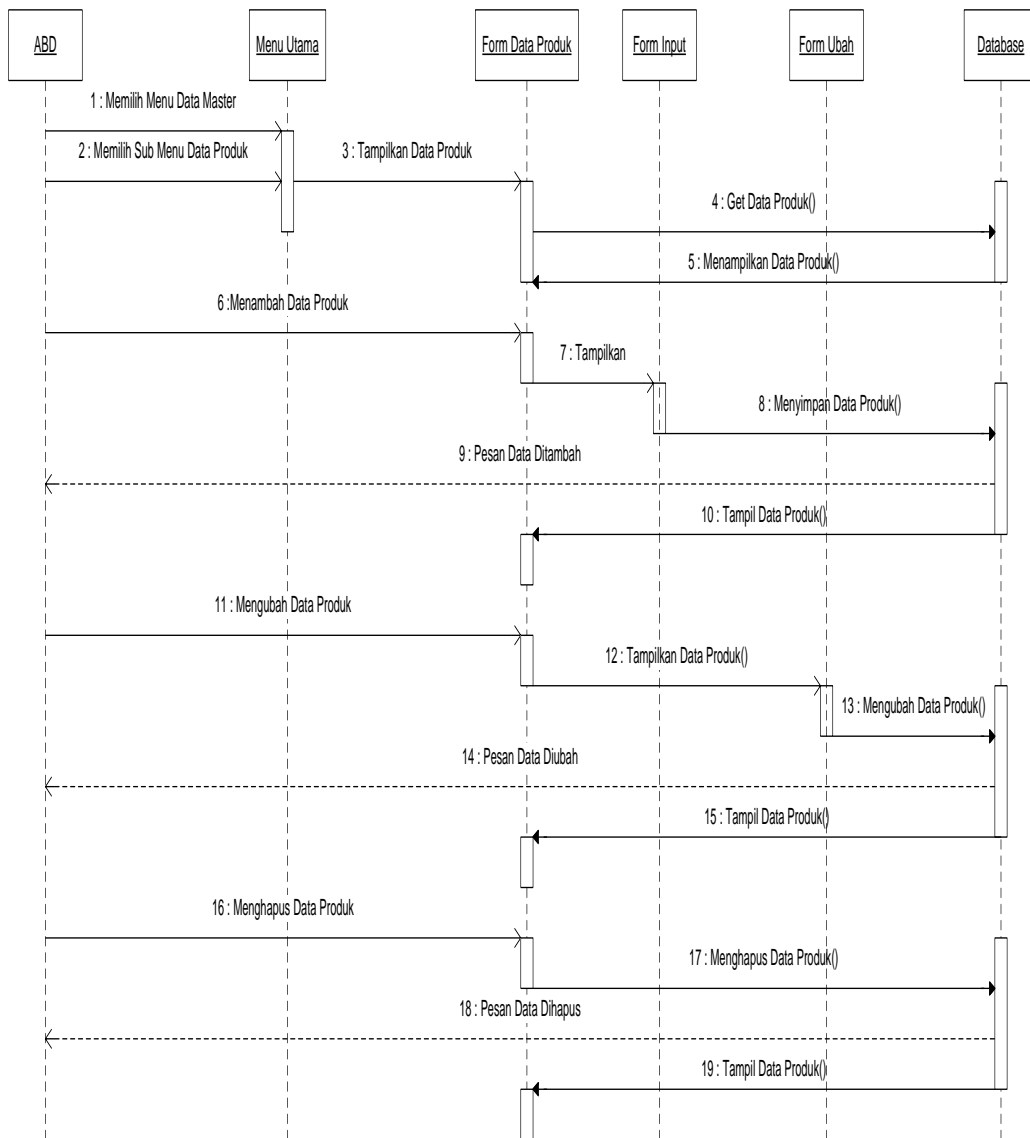 ABD
Menu Utama
Form Data Produk
Form Input
Form Ubah
Database
1 : Memilih Menu Data Master
2 : Memilih Sub Menu Data Produk
3 : Tampilkan Data Produk
4 : Get Data Produk()
5 : Menampilkan Data Produk()
6 :Menambah Data Produk
7 : Tampilkan
8 : Menyimpan Data Produk()
9 : Pesan Data Ditambah
10 : Tampil Data Produk()
11 : Mengubah Data Produk
12 : Tampilkan Data Produk()
13 : Mengubah Data Produk()
14 : Pesan Data Diubah
15 : Tampil Data Produk()
16 : Menghapus Data Produk
17 : Menghapus Data Produk()
18 : Pesan Data Dihapus
19 : Tampil Data Produk()